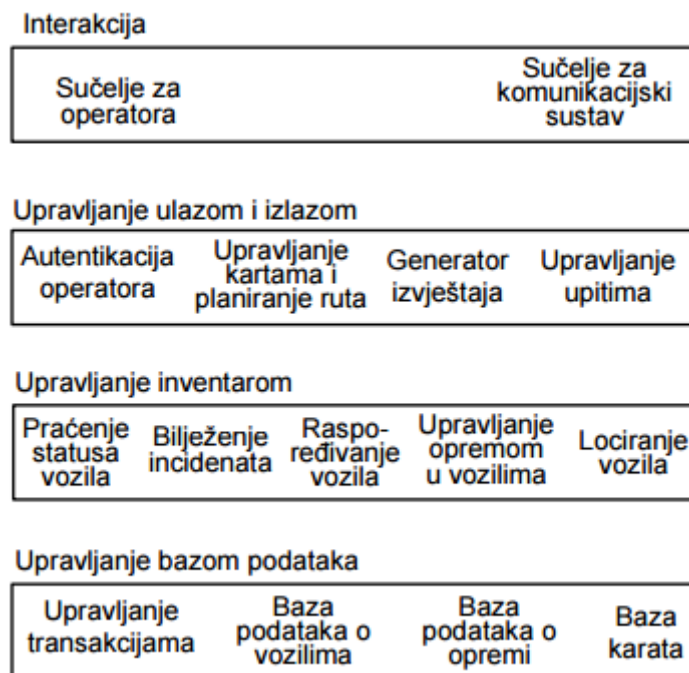 Interakcija
Sučelje za
operatora
Sučelje za
komunikacijski
sustav
Upravljanje ulazom i izlazom
Autentikacija
operatora
Upravljanje
kartama i
planiranje ruta
Generator
izvještaja
Upravljanje
upitima
Upravljanje inventarom
Praćenje
statusa
vozila
Bilježenje
incidenata
Raspo-
ređivanje
vozila
Upravljanje
opremom
u vozilima
Lociranje
vozila
Upravljanje bazom podataka
Upravljanje
transakcijama
Baza
podataka o
vozilima
Baza
podataka o
opremi
Baza
karata